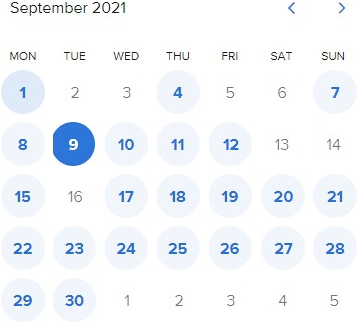 September 2021
MON TUE WED THU FRI SAT SUN
1 2 3 4 5 6 7
8 9 10 11 12 13 14
15 16 17 18 19 20 21
22 23 24 25 26 27 28
29 30 1 2 3 4 5